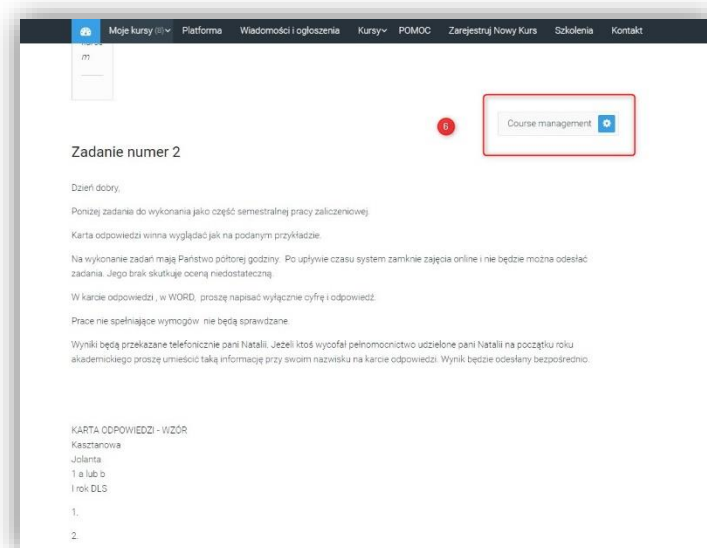 Moje kursy (8) Platforma Wiadomości i ogłoszenia Kursy POMOC Zarejestruj Nowy Kurs Szkolenia Kontakt
m
6
Course management
Zadanie numer 2
Dzień dobry,
Poniżej zadania do wykonania jako część semestralnej pracy zaliczeniowej.
Karta odpowiedzi winna wyglądać jak na podanym przykładzie.
Na wykonanie zadań mają Państwo półtorej godziny. Po upływie czasu system zamknie zajęcia online i nie będzie można odesłać
zadania. Jego brak skutkuje oceną niedostateczną.
W karcie odpowiedzi , w WORD, proszę napisać wyłącznie cyfrę i odpowiedź.
Prace nie spełniające wymogów nie będą sprawdzane.
Wyniki będą przekazane telefonicznie pani Natalii, Jeżeli ktoś wycofał pełnomocnictwo udzielone pani Natalii na początku roku
akademickiego proszę umieścić taką informację przy swoim nazwisku na karcie odpowiedzi. Wynik będzie odesłany bezpośrednio.
KARTA ODPOWIEDZI - WZÓR
Kasztanowa
Jolanta
1 a lub b
I rok DLS
1.
2.